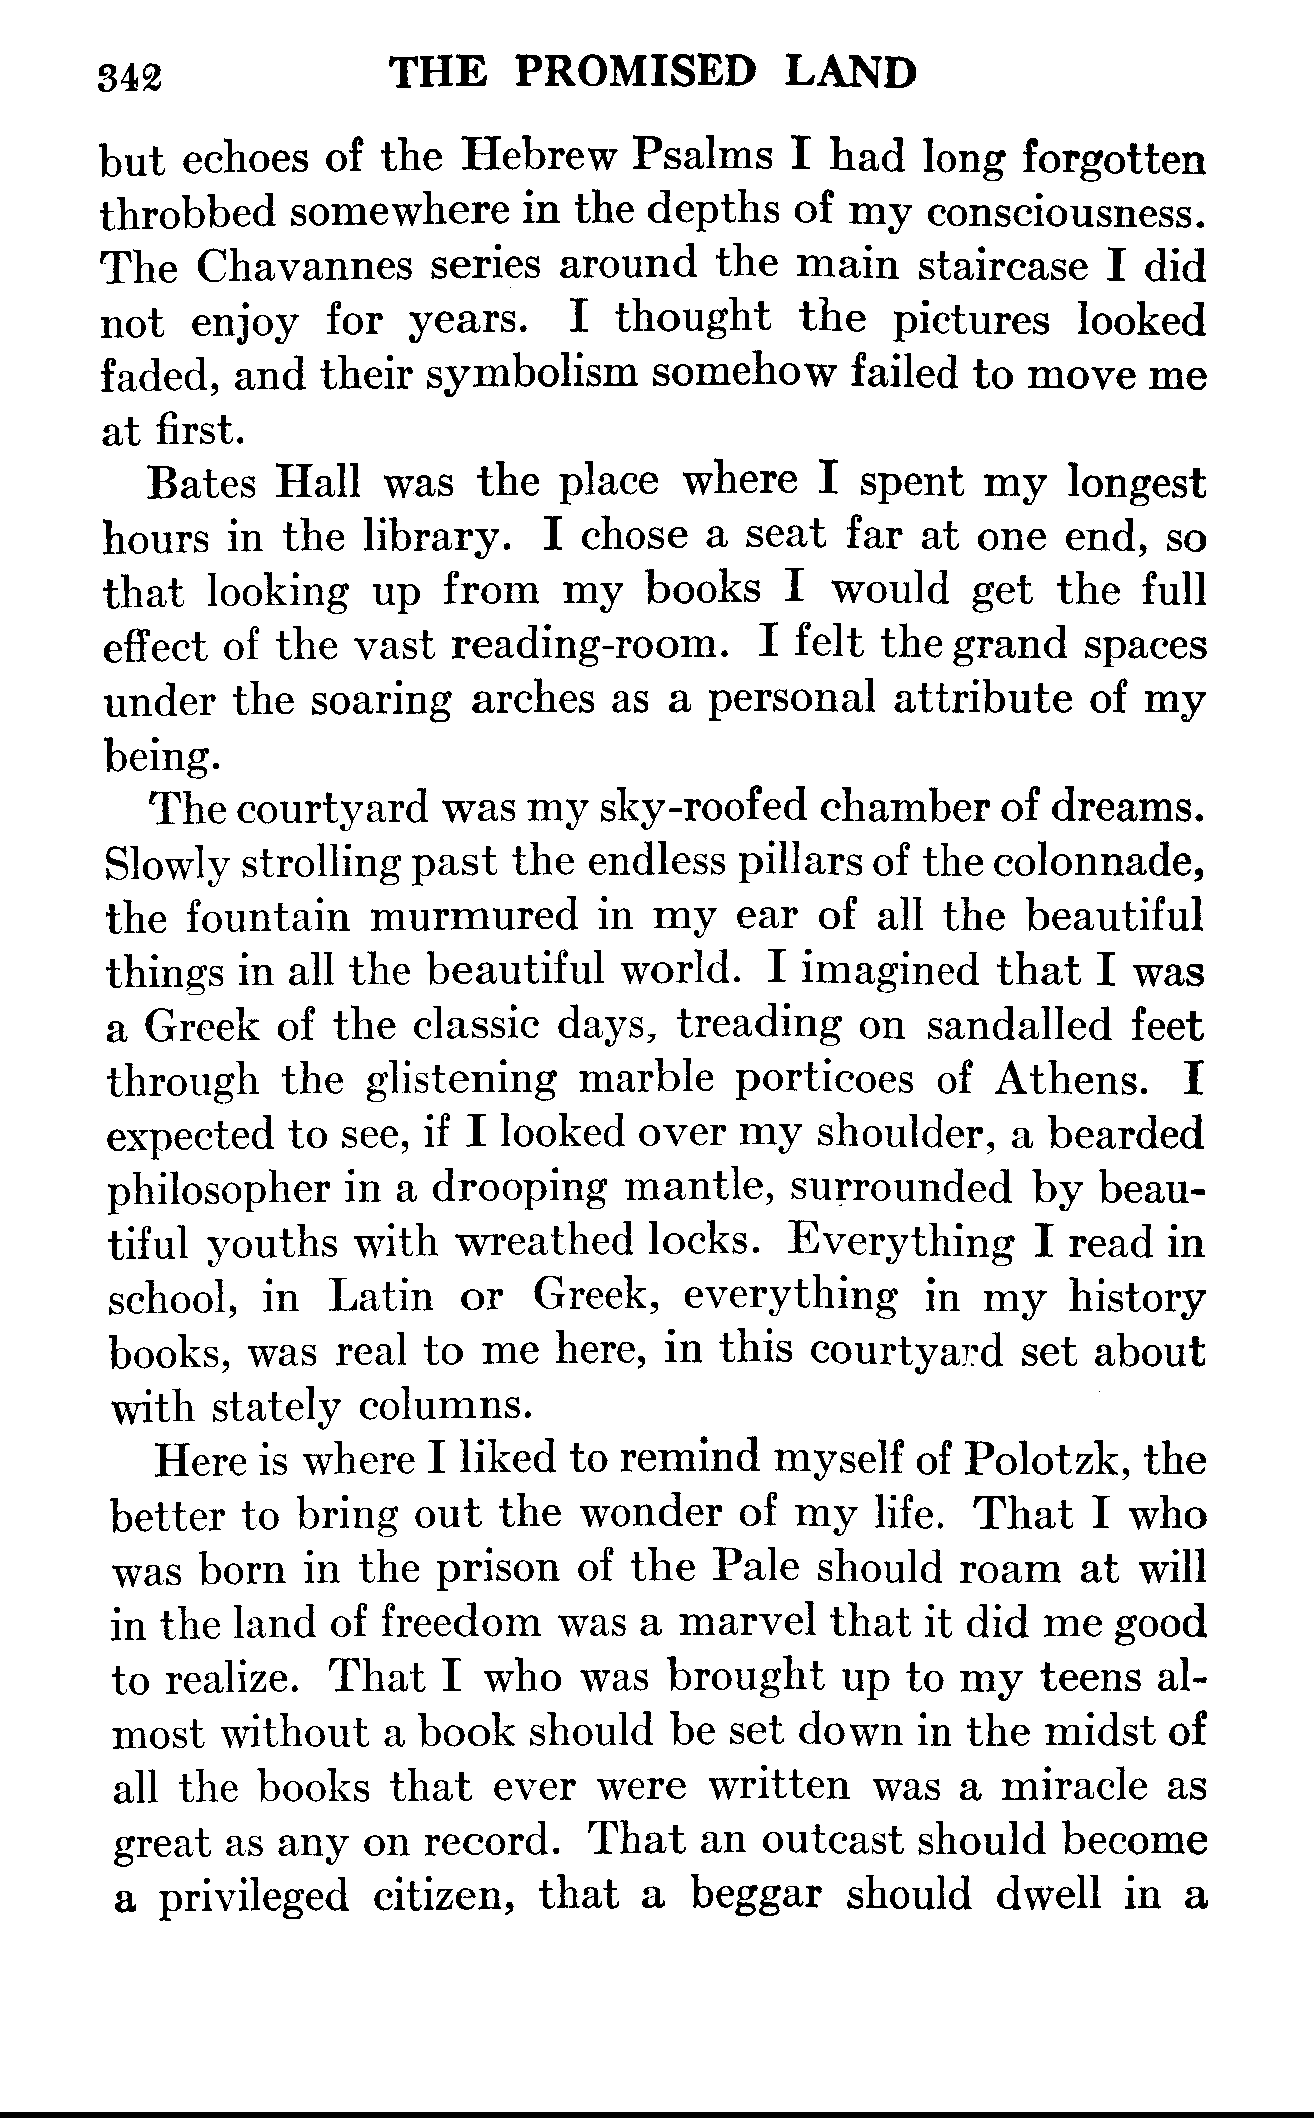 342 THE PROMISED LAND
but echoes of the Hebrew Psalms I had long forgotten
throbbed somewhere in the depths of my consciousness.
The Chavannes series around the main staircase I did
not enjoy for years. I thought the pictures looked
faded, and their symbolism somehow failed to move me
at first.
Bates Hall was the place where I spent my longest
hours in the library. I chose a seat far at one end, so
that looking up from my books I would get the full
effect of the vast reading-room. I felt the grand spaces
under the soaring arches as a personal attribute of my
being.
The courtyard was my sky-roofed chamber of dreams.
Slowly strolling past the endless pillars of the colonnade,
the fountain murmured in my ear of all the beautiful
things in all the beautiful world. I imagined that I was
a Greek of the classic days, treading on sandalled feet
through the glistening marble porticoes of Athens. I
expected to see, if I looked over my shoulder, a bearded
philosopher in a drooping mantle, surrounded by beau-
tiful youths with wreathed locks. Everything I read in
school, in Latin or Greek, everything in my history
books, was real to me here, in this courtyard set about
with stately columns.
Here is where I liked to remind myself of Polotzk, the
better to bring out the wonder of my life. That I who
was born in the prison of the Pale should roam at will
in the land of freedom was a marvel that it did me good
to realize. That I who was brought up to my teens al-
most without a book should be set down in the midst of
all the books that ever were written was a miracle as
great as any on record. That an outcast should become
a privileged citizen, that a beggar should dwell in a